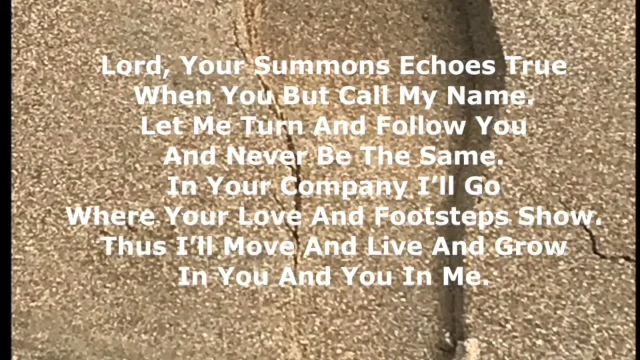 Lord, Your Summons Echoes True
When You But Call My Name.
Let Me Turn And Follow You
And Never Be The Same.
In Your Company I'll Go
Where Your Love And Footsteps Show.
Thus I'll Move And Live And Grow
In You And You In Me.